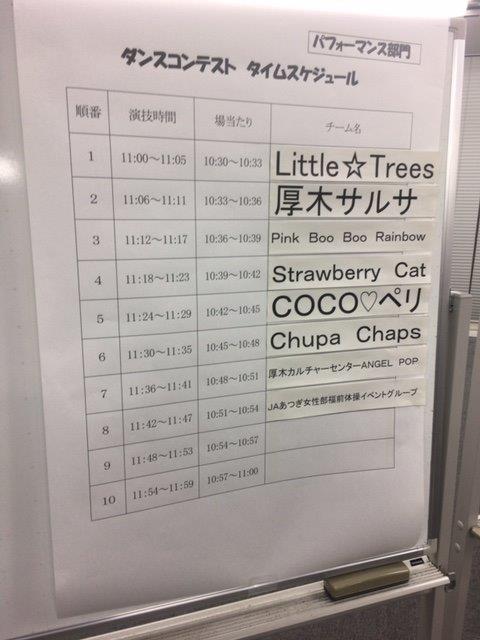 パフォーマンス部門
ダンスコンテスト タイムスケジュール
順番 演技時間 場当たり チーム名
1 11:00～11:05 10:30～10:33 Little☆Trees
2 11:06～11:11 10:33～10:36 厚木サルサ
3 11:12～11:17 10:36～10:39 Pink Boo Boo Rainbow
4 11:18～11:23 10:39～10:42 Strawberry Cat
5 11:24～11:29 10:42～10:45 COCO♡ペリ
6 11:30～11:35 10:45～10:48 Chupa Chaps
7 11:36～11:41 10:48～10:51 厚木カルチャーセンターANGEL POP
8 11:42～11:47 10:51～10:54 JAあつぎ女性部福前体操イベントグループ
9 11:48～11:53 10:54～10:57
10 11:54～11:59 10:57～11:00